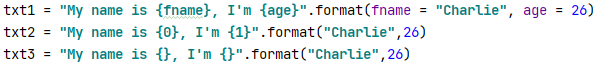 txt1 = "My name is {fname}, I'm {age}".format(fname = "Charlie", age = 26)
txt2 = "My name is {0}, I'm {1}".format("Charlie",26)
txt3 = "My name is {}, I'm {}".format("Charlie",26)